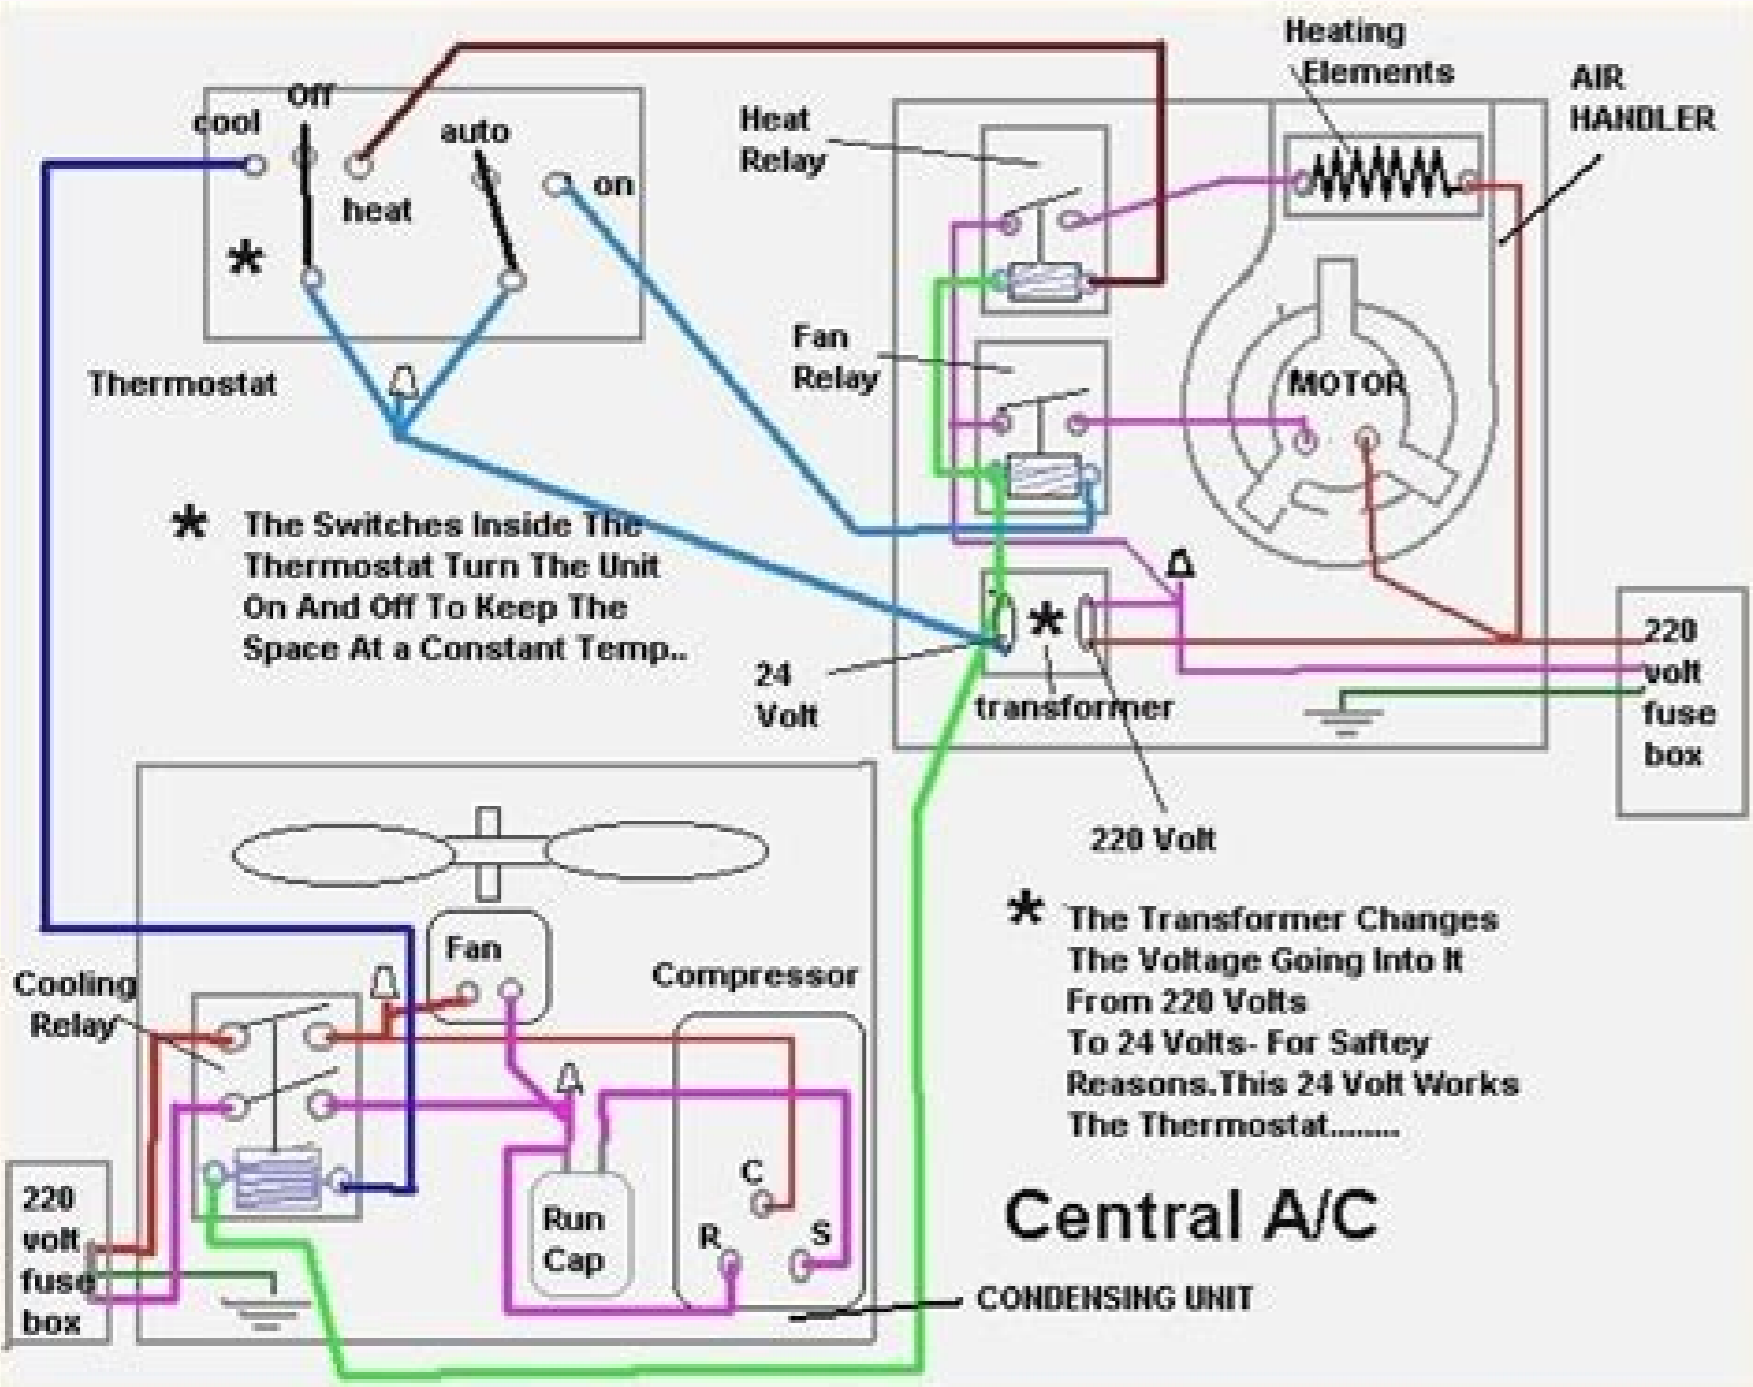 Heating
Elements
AIR
HANDLER
Off
cool
auto
on
heat
*
Heat
Relay
Thermostat
Fan
Relay
MOTOR
* The Switches Inside The
Thermostat Turn The Unit
On And Off To Keep The
Space At a Constant Temp..
*
24
Volt
transformer
220
volt
fuse
box
220 Volt
* The Transformer Changes
The Voltage Going Into It
From 220 Volts
To 24 Volts- For Saftey
Reasons.This 24 Volt Works
The Thermostat........
Fan
Cooling
Relay
Compressor
C
R
S
Run
Cap
220
volt
fuse
box
Central A/C
CONDENSING UNIT